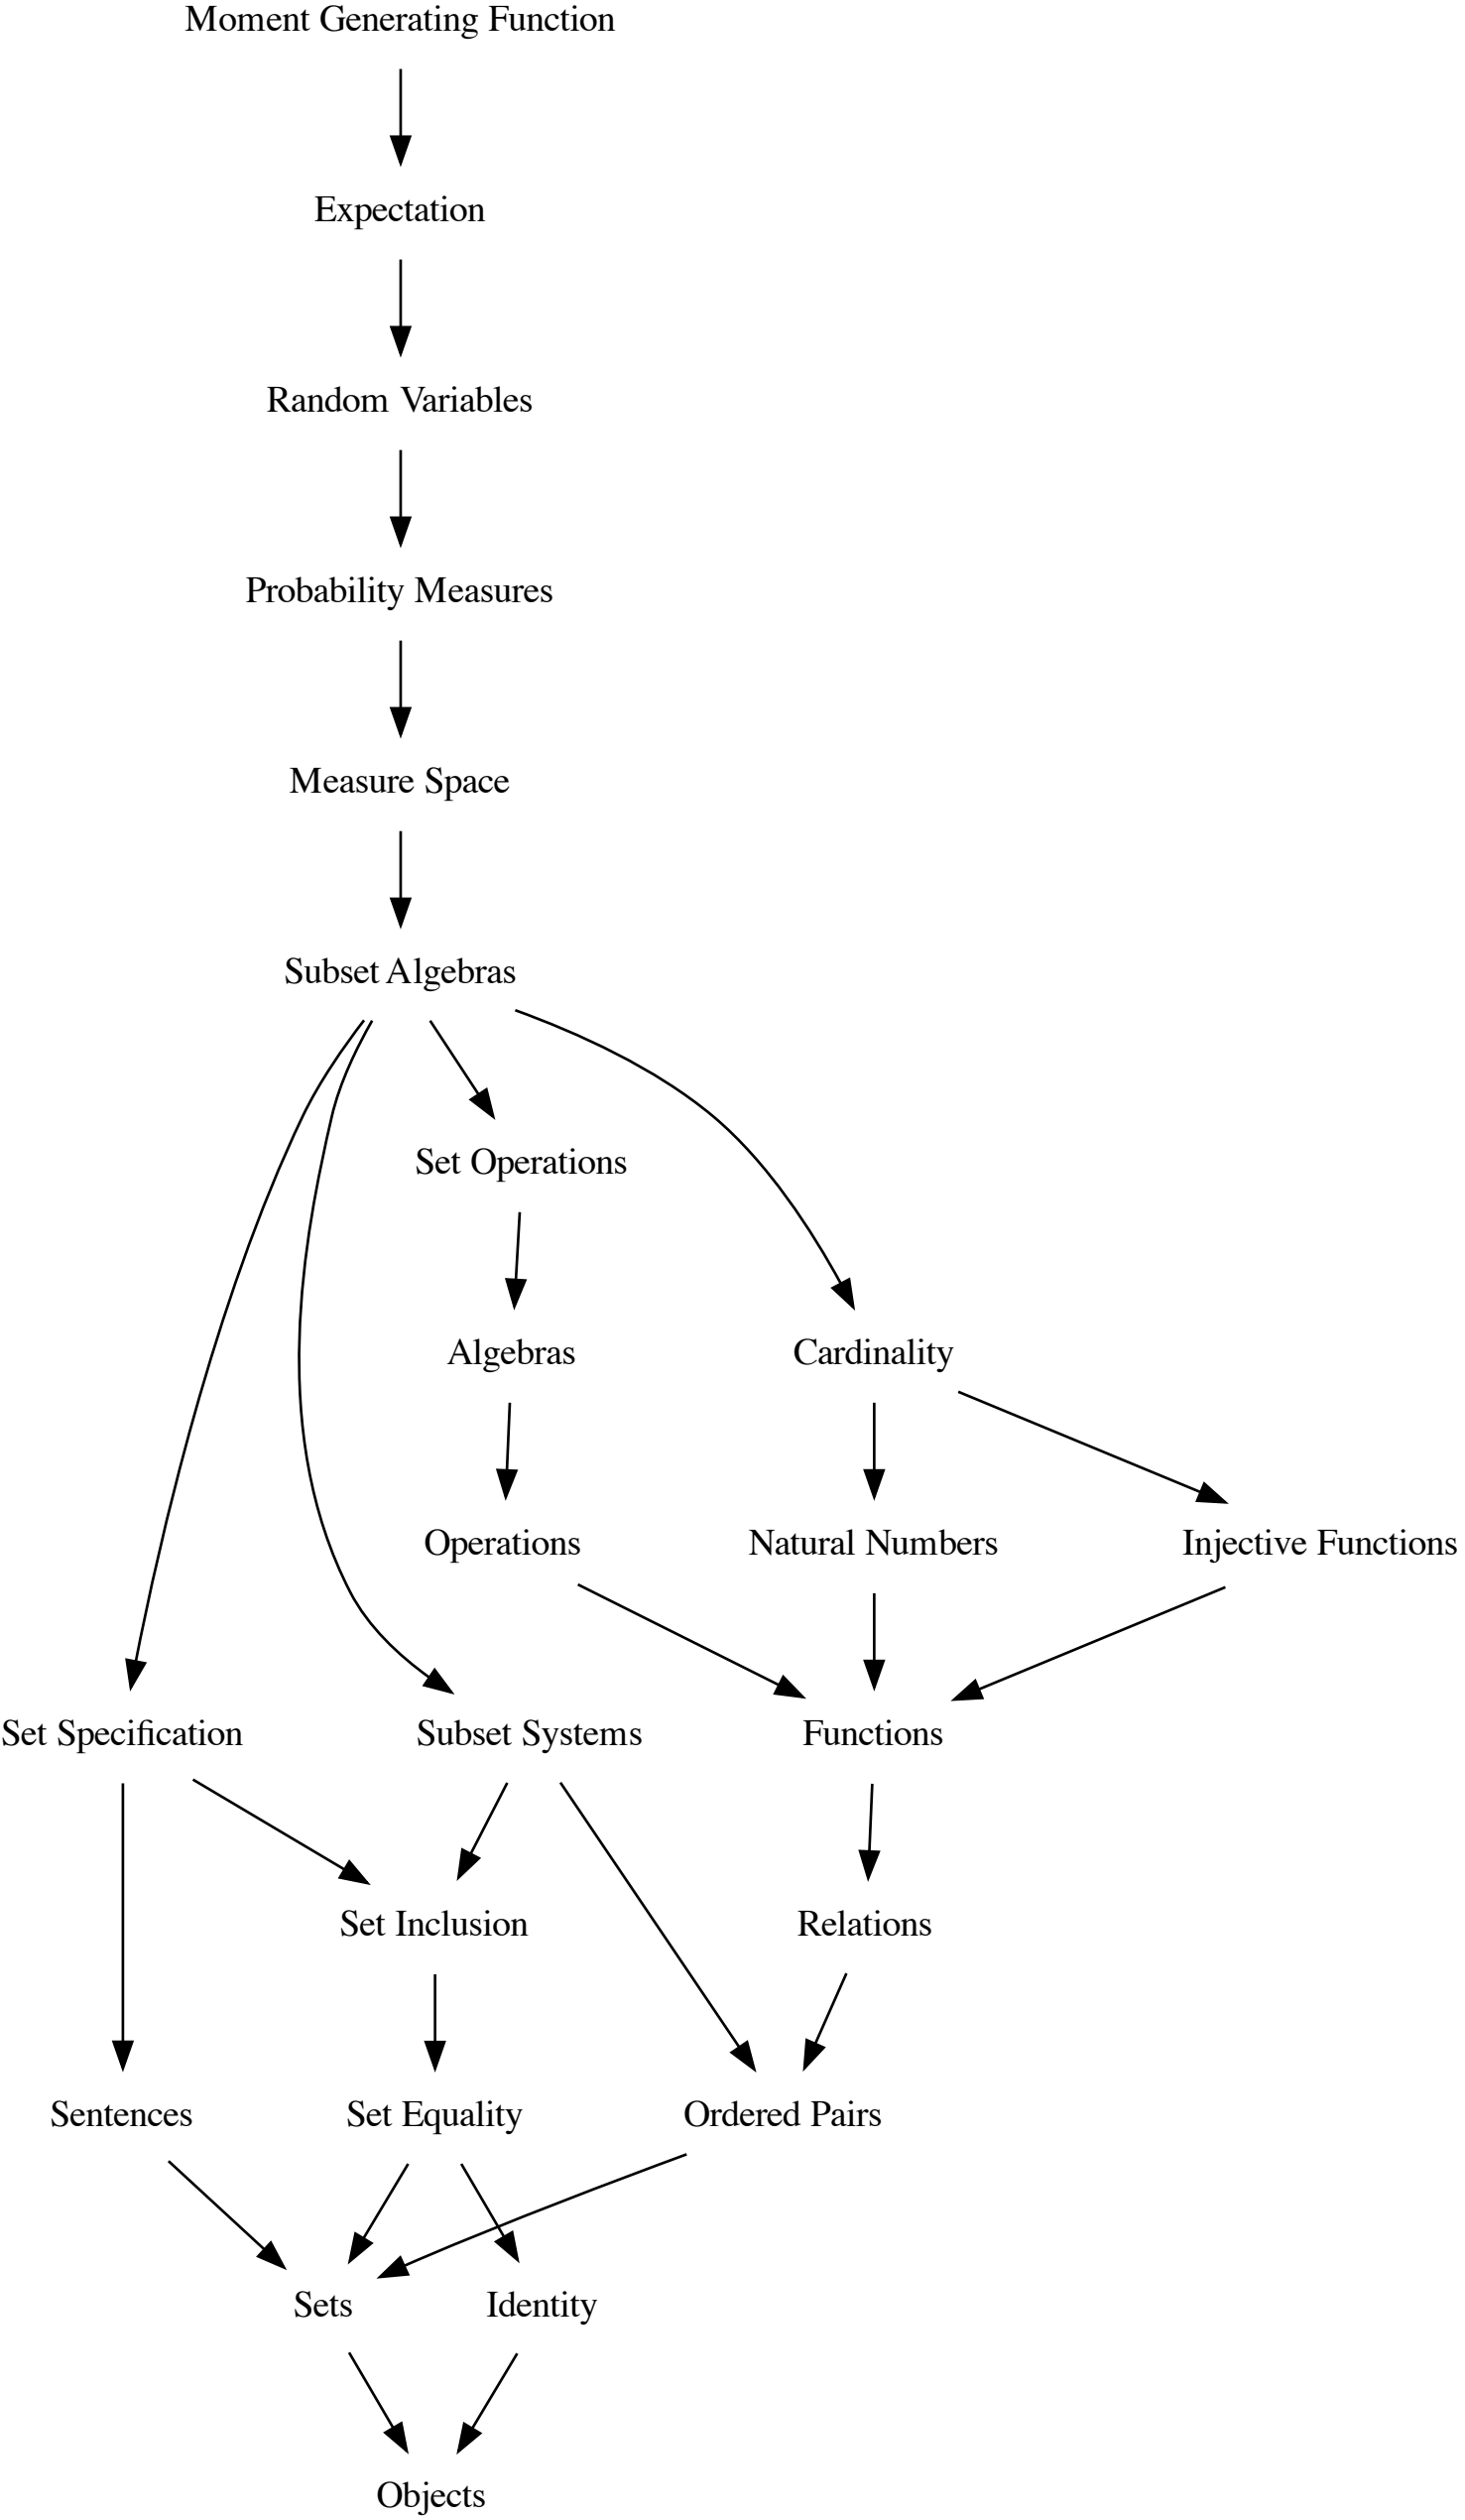 Moment Generating Function
Expectation
Random Variables
Probability Measures
Measure Space
Subset Algebras
Set Operations
Algebras
Cardinality
Operations
Natural Numbers
Injective Functions
Set Specification
Subset Systems
Functions
Set Inclusion
Relations
Sentences
Set Equality
Ordered Pairs
Sets
Identity
Objects